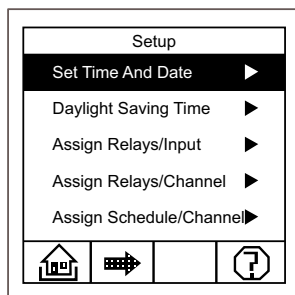 Setup
Set Time And Date
Daylight Saving Time
Assign Relays/Input
Assign Relays/Channel
Assign Schedule/Channel
?